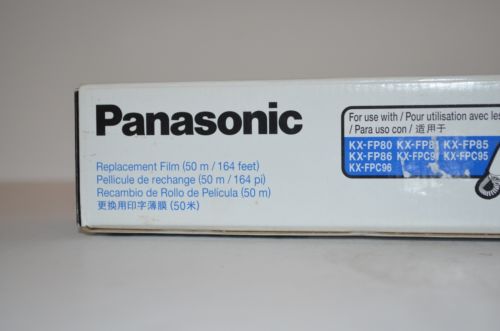 Panasonic
Replacement Film (50 m / 164 feet)
Pellicule de rechange (50 m / 164 pi)
Recambio de Rollo de Película (50 m)
更換用印字薄膜 (50米)
For use with / Pour utilisation avec les
/ Para uso con / 适用于
KX-FP80 KX-FP81 KX-FP85
KX-FP86 KX-FPC91 KX-FPC95
KX-FPC96